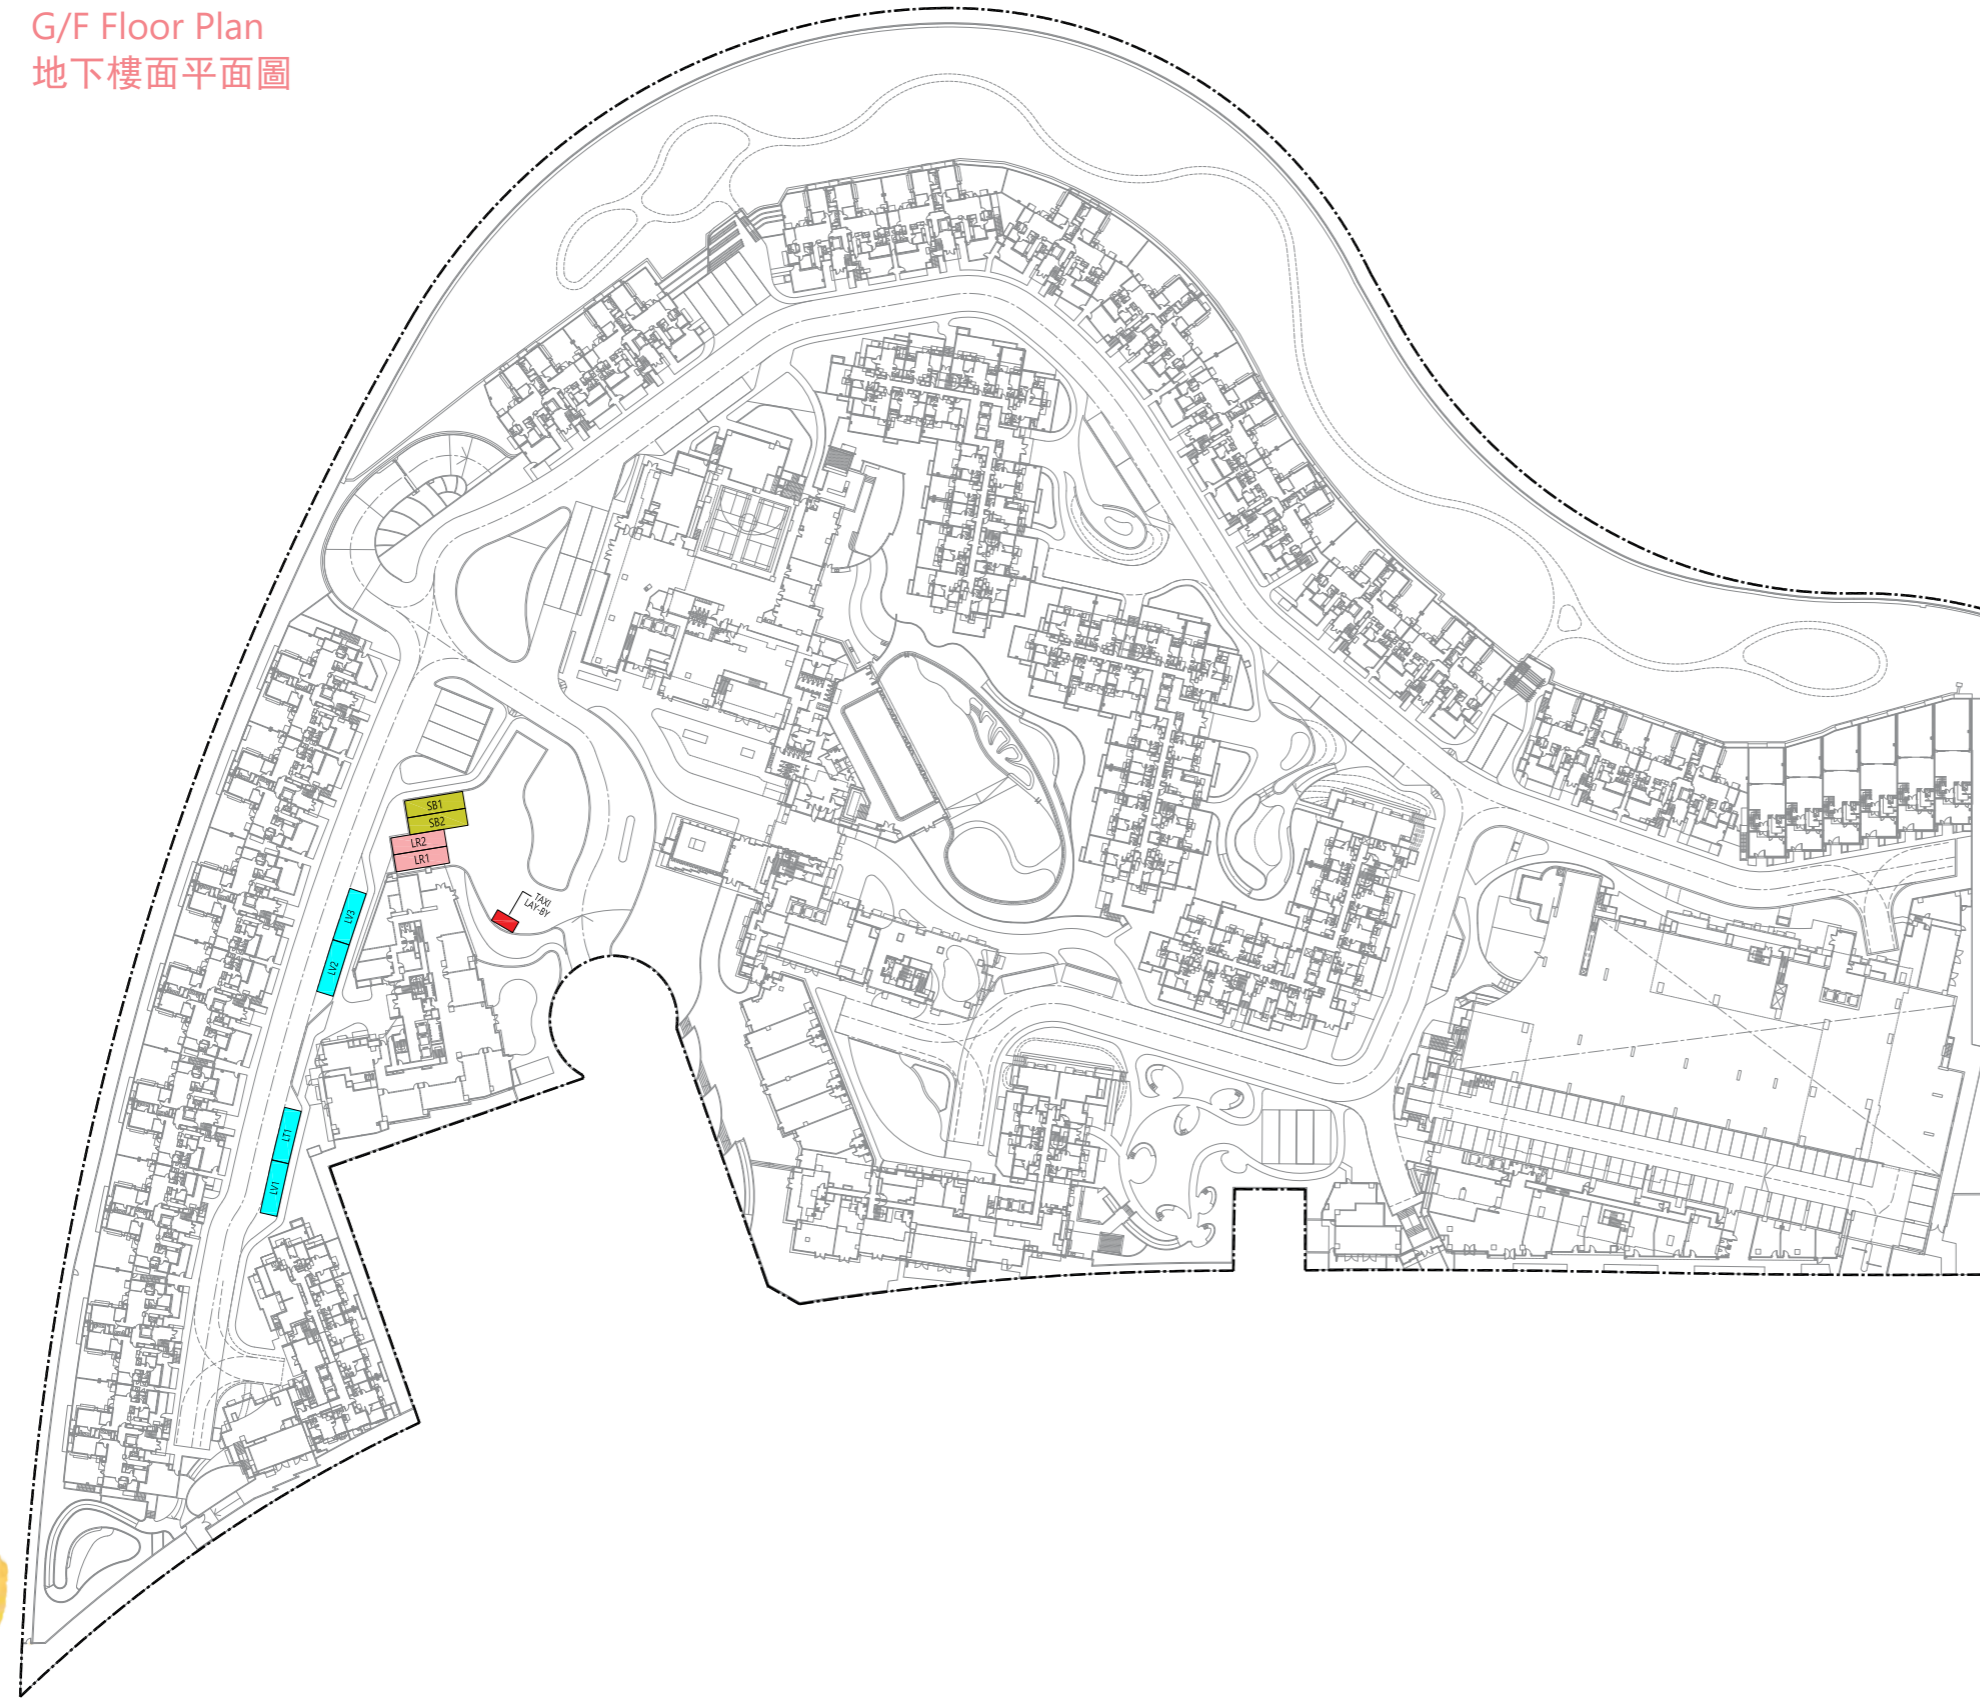 G/F Floor Plan
地下樓面平面圖
SB1
SB2
LR2
LR1
TAXI
LAY-BY
LV3
LV2
LT1
LV1